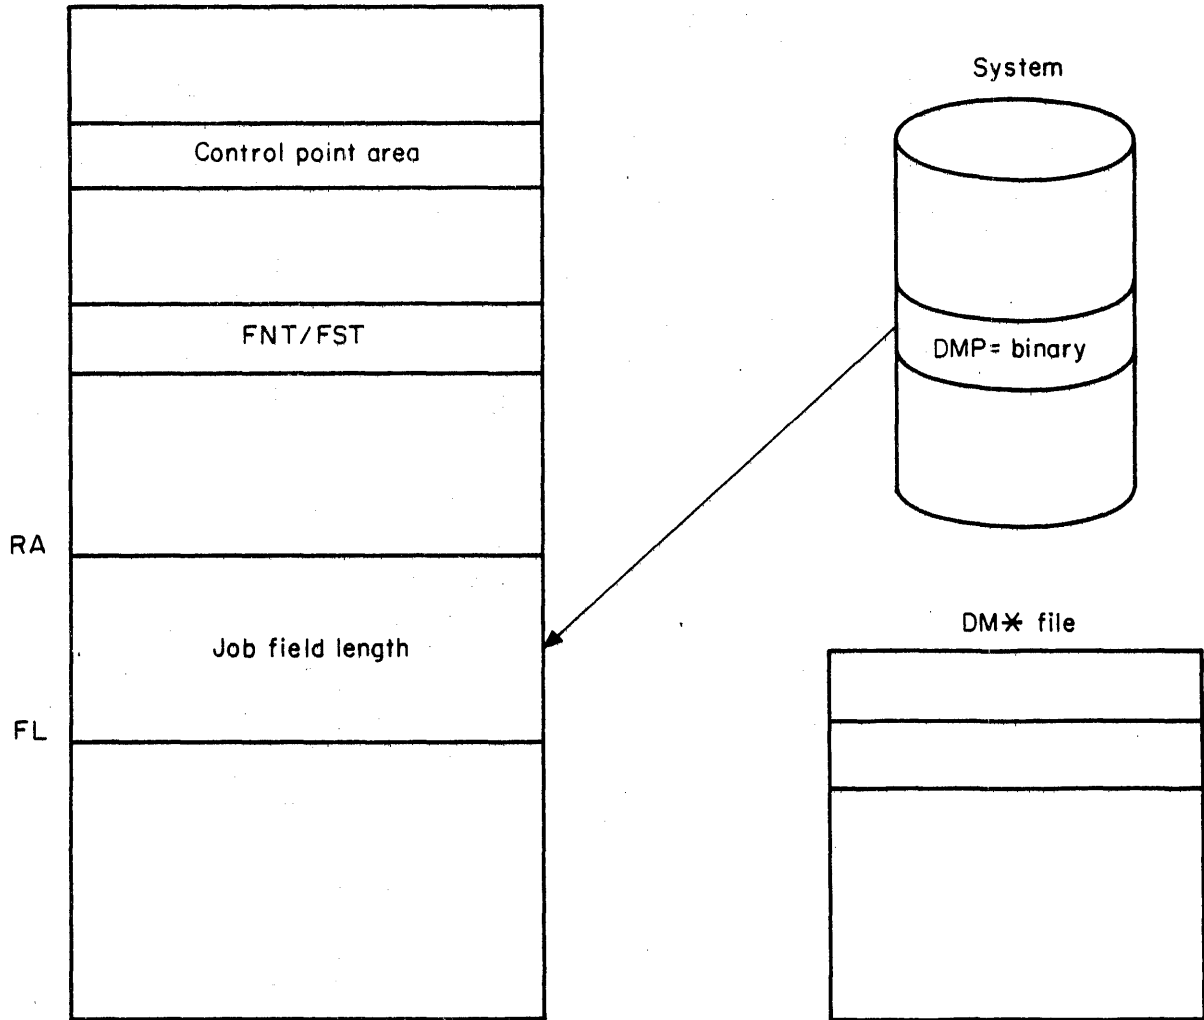 System
Control point area
FNT/FST
DMP= binary
RA
Job field length
DM* file
FL